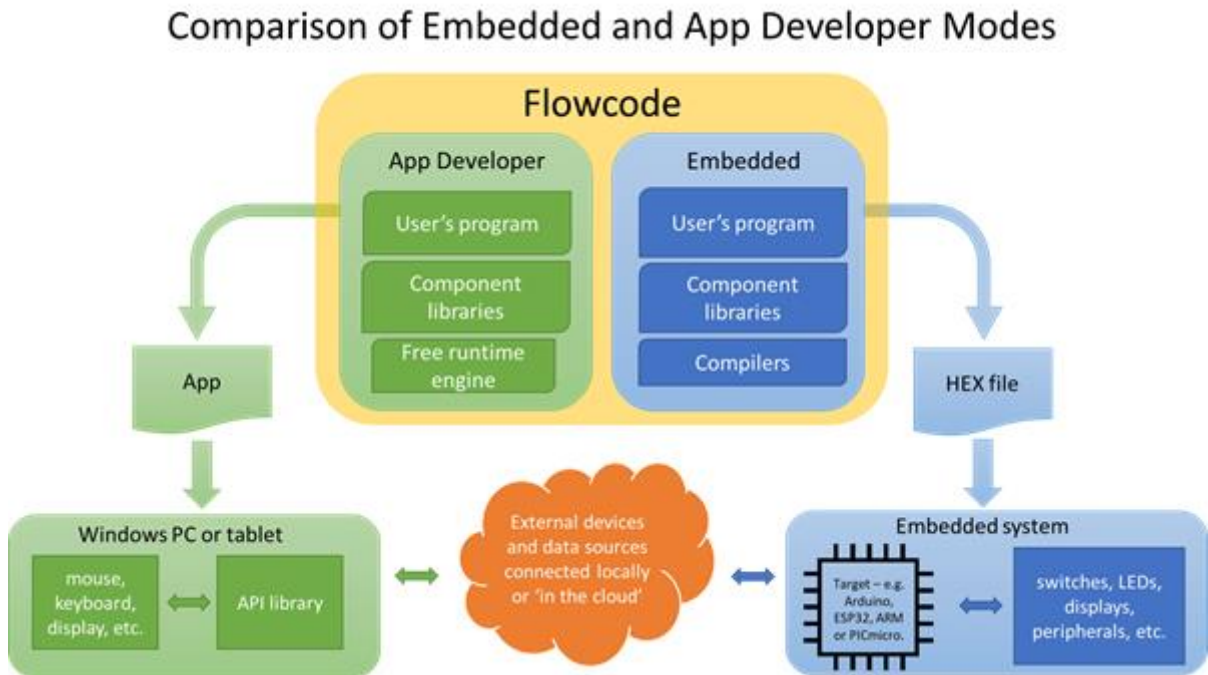 Comparison of Embedded and App Developer Modes
Flowcode
App Developer
User's program
Component
libraries
Free runtime
engine
Embedded
User's program
Component
libraries
Compilers
App
HEX file
Windows PC or tablet
mouse,
keyboard,
display, etc.
API library
External devices
and data sources
connected locally
or 'in the cloud'
Embedded system
Target – e.g.
Arduino,
ESP32, ARM
or PICmicro.
switches, LEDs,
displays,
peripherals, etc.